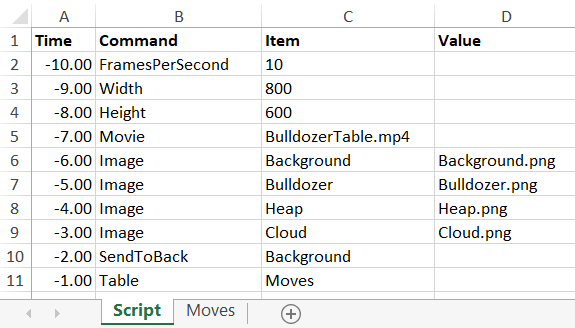 A B C D
1 Time Command Item Value
2 -10.00 FramesPerSecond 10
3 -9.00 Width 800
4 -8.00 Height 600
5 -7.00 Movie BulldozerTable.mp4
6 -6.00 Image Background Background.png
7 -5.00 Image Bulldozer Bulldozer.png
8 -4.00 Image Heap Heap.png
9 -3.00 Image Cloud Cloud.png
10 -2.00 SendToBack Background
11 -1.00 Table Moves
Script Moves